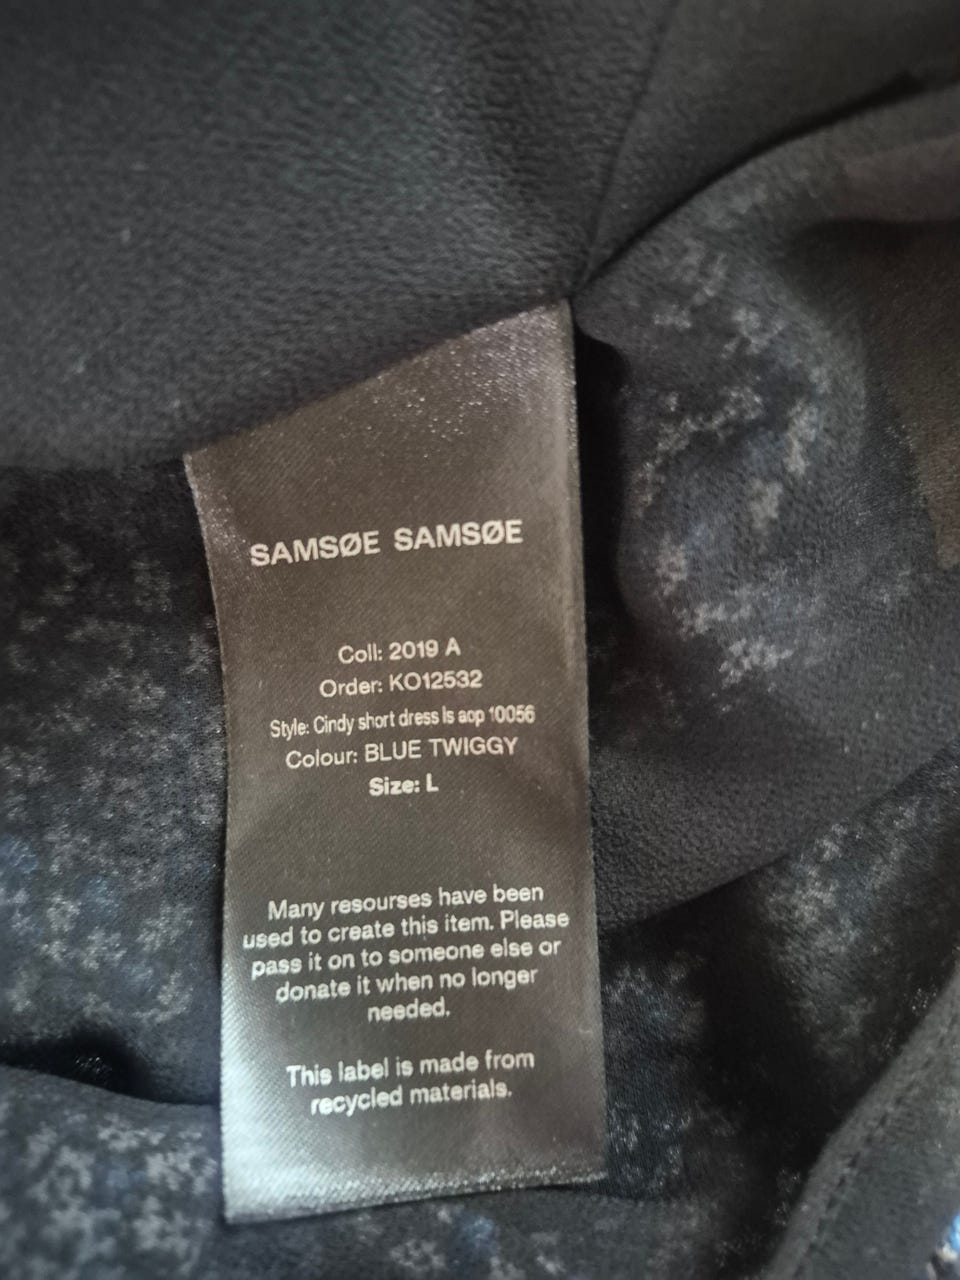 SAMSØE SAMSØE
Coll: 2019 A
Order: KO12532
Style: Cindy short dress ls aop 10056
Colour: BLUE TWIGGY
Size: L
Many resourses have been
used to create this item. Please
pass it on to someone else or
donate it when no longer
needed.
This label is made from
recycled materials.